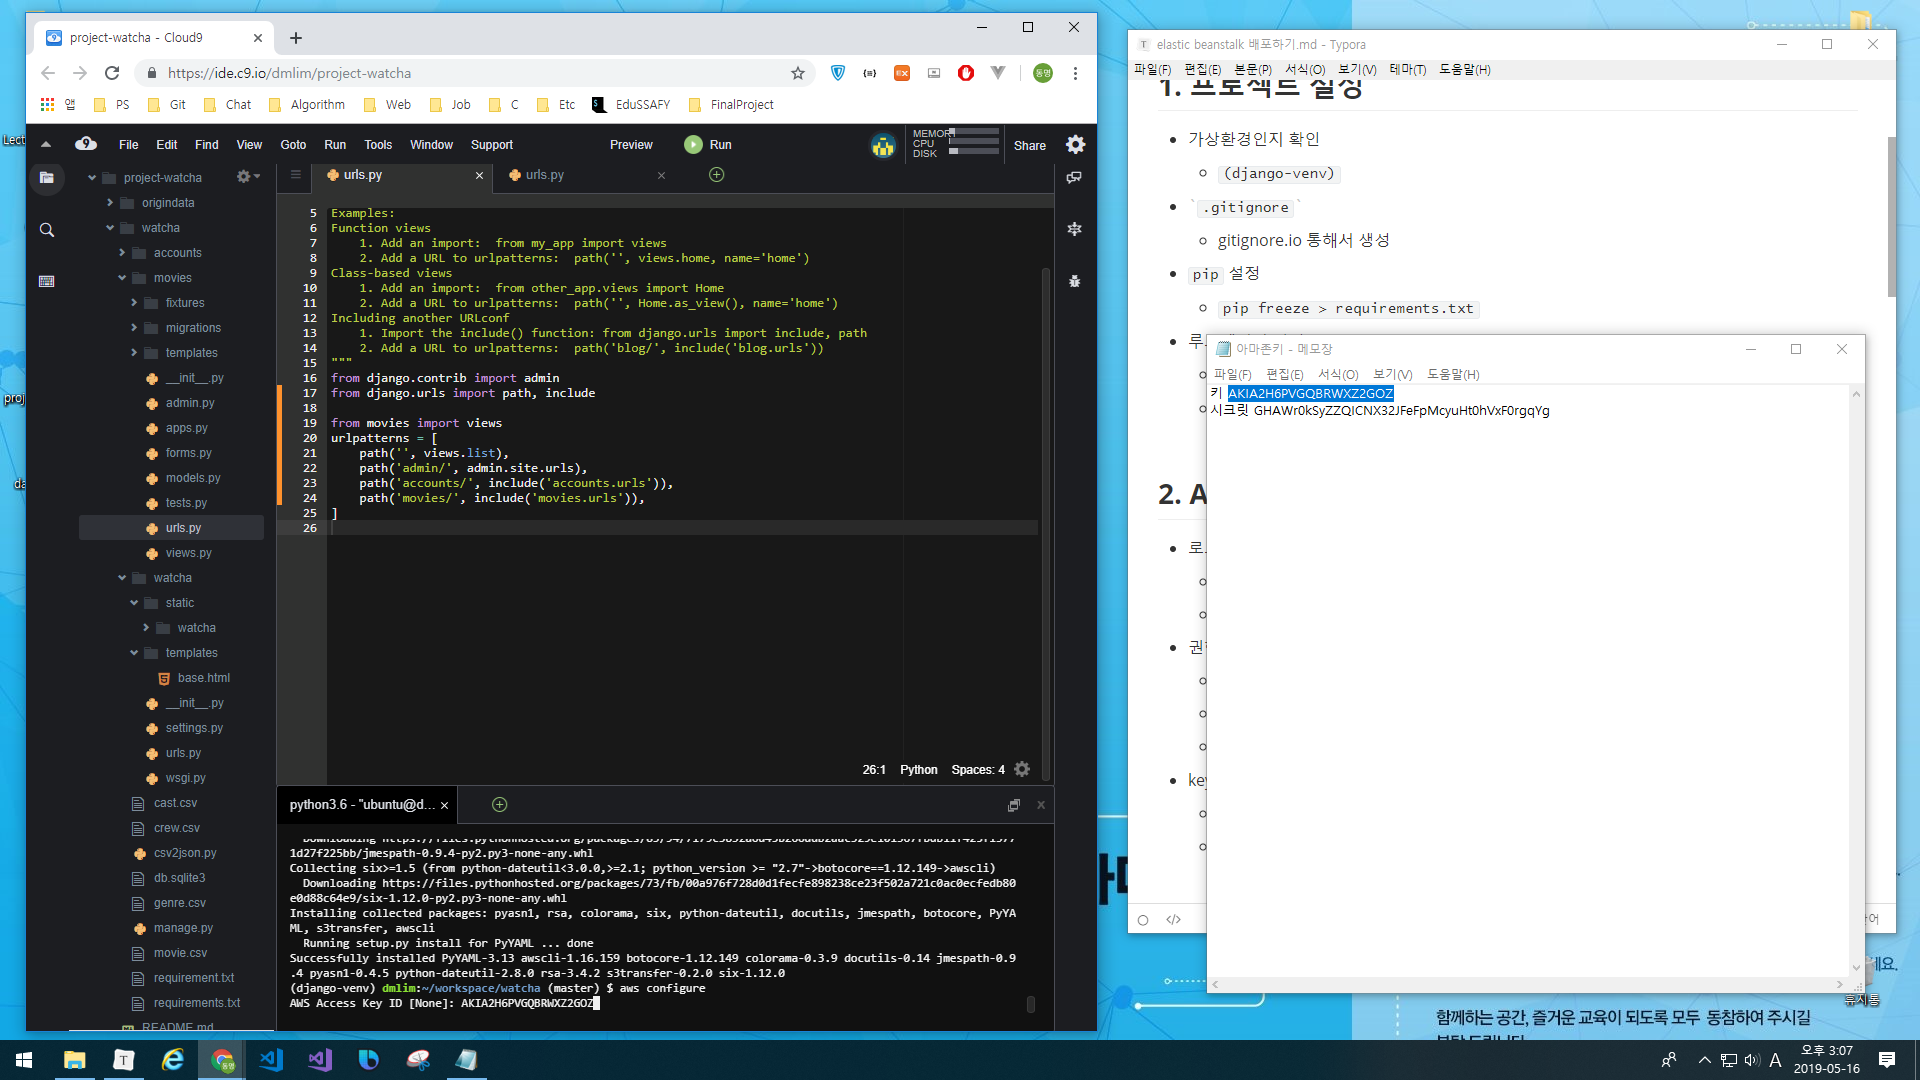 project-watcha - Cloud9
https://ide.c9.io/dmlim/project-watcha
앱 PS Git Chat Algorithm Web Job C Etc EduSSAFY FinalProject
File Edit Find View Goto Run Tools Window Support Preview Run MEMORY CPU DISK Share
project-watcha
origindata
watcha
accounts
movies
fixtures
migrations
templates
__init__.py
admin.py
apps.py
forms.py
models.py
tests.py
urls.py
views.py
watcha
static
watcha
templates
base.html
__init__.py
settings.py
urls.py
wsgi.py
cast.csv
crew.csv
csv2json.py
db.sqlite3
genre.csv
manage.py
movie.csv
requirement.txt
requirements.txt
README.md
urls.py urls.py
5 Examples:
6 Function views
7 1. Add an import:  from my_app import views
8 2. Add a URL to urlpatterns:  path('', views.home, name='home')
9 Class-based views
10 1. Add an import:  from other_app.views import Home
11 2. Add a URL to urlpatterns:  path('', Home.as_view(), name='home')
12 Including another URLconf
13 1. Import the include() function: from django.urls import include, path
14 2. Add a URL to urlpatterns:  path('blog/', include('blog.urls'))
15 """
16 from django.contrib import admin
17 from django.urls import path, include
18
19 from movies import views
20 urlpatterns = [
21 path('', views.list),
22 path('admin/', admin.site.urls),
23 path('accounts/', include('accounts.urls')),
24 path('movies/', include('movies.urls')),
25 ]
26
26:1 Python Spaces: 4
python3.6 - "ubuntu@d...
1d27f225bb/jmespath-0.9.4-py2.py3-none-any.whl
Collecting six>=1.5 (from python-dateutil<3.0.0,>=2.1; python_version >= "2.7"->botocore==1.12.149->awscli)
Downloading https://files.pythonhosted.org/packages/73/fb/00a976f728d0d1fecfe898238ce23f502a721c0ac0ecfedb80
e0d88c64e9/six-1.12.0-py2.py3-none-any.whl
Installing collected packages: pyasn1, rsa, colorama, six, python-dateutil, docutils, jmespath, botocore, PyYA
ML, s3transfer, awscli
Running setup.py install for PyYAML ... done
Successfully installed PyYAML-3.13 awscli-1.16.159 botocore-1.12.149 colorama-0.3.9 docutils-0.14 jmespath-0.9
.4 pyasn1-0.4.5 python-dateutil-2.8.0 rsa-3.4.2 s3transfer-0.2.0 six-1.12.0
(django-venv) dmlim:~/workspace/watcha (master) $ aws configure
AWS Access Key ID [None]: AKIA2H6PVGQBRWXZ2GOZ
elastic beanstalk 배포하기.md - Typora
파일(F) 편집(E) 본문(P) 서식(O) 보기(V) 테마(T) 도움말(H)
1. 프로젝트 설정
가상환경인지 확인
(django-venv)
`.gitignore`
gitignore.io 통해서 생성
pip 설정
pip freeze > requirements.txt
루
2. A
로
key
아마존키 - 메모장
파일(F) 편집(E) 서식(O) 보기(V) 도움말(H)
키 AKIA2H6PVGQBRWXZ2GOZ
시크릿 GHAWr0kSyZZQICNX32JFeFpMcyuHt0hVxF0rgqYg
휴지통
함께하는 공간, 즐거운 교육이 되도록 모두 동참하여 주시길
오후 3:07
2019-05-16